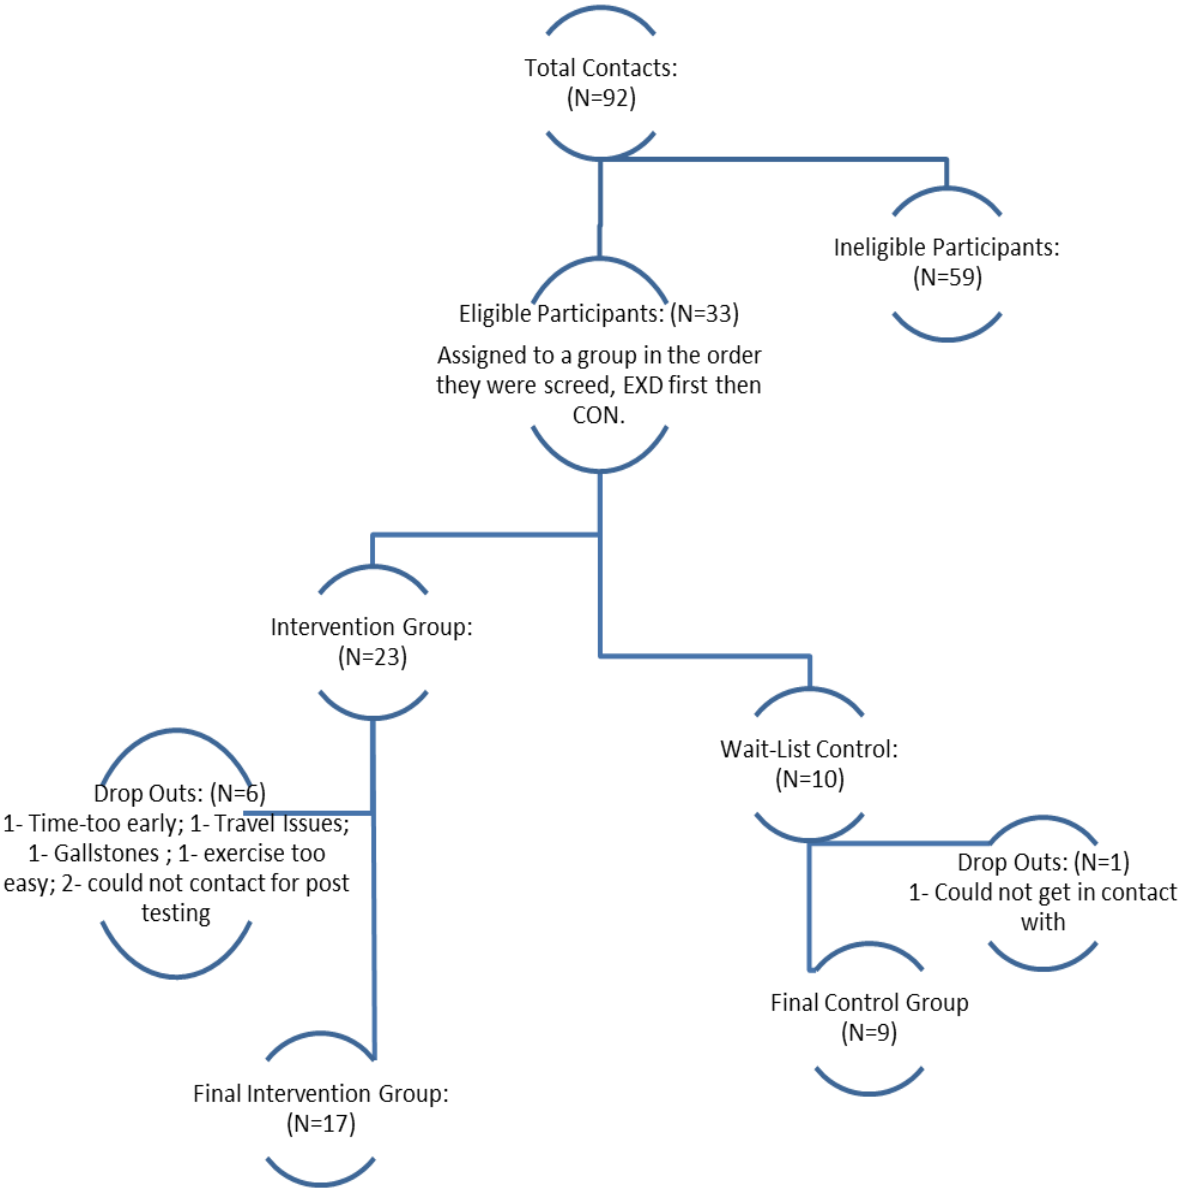 Total Contacts:
(N=92)
Ineligible Participants:
(N=59)
Eligible Participants: (N=33)
Assigned to a group in the order
they were screed, EXD first then
CON.
Intervention Group:
(N=23)
Wait-List Control:
(N=10)
Drop Outs: (N=6)
1- Time-too early; 1- Travel Issues;
1- Gallstones ; 1- exercise too
easy; 2- could not contact for post
testing
Drop Outs: (N=1)
1- Could not get in contact
with
Final Control Group
(N=9)
Final Intervention Group:
(N=17)